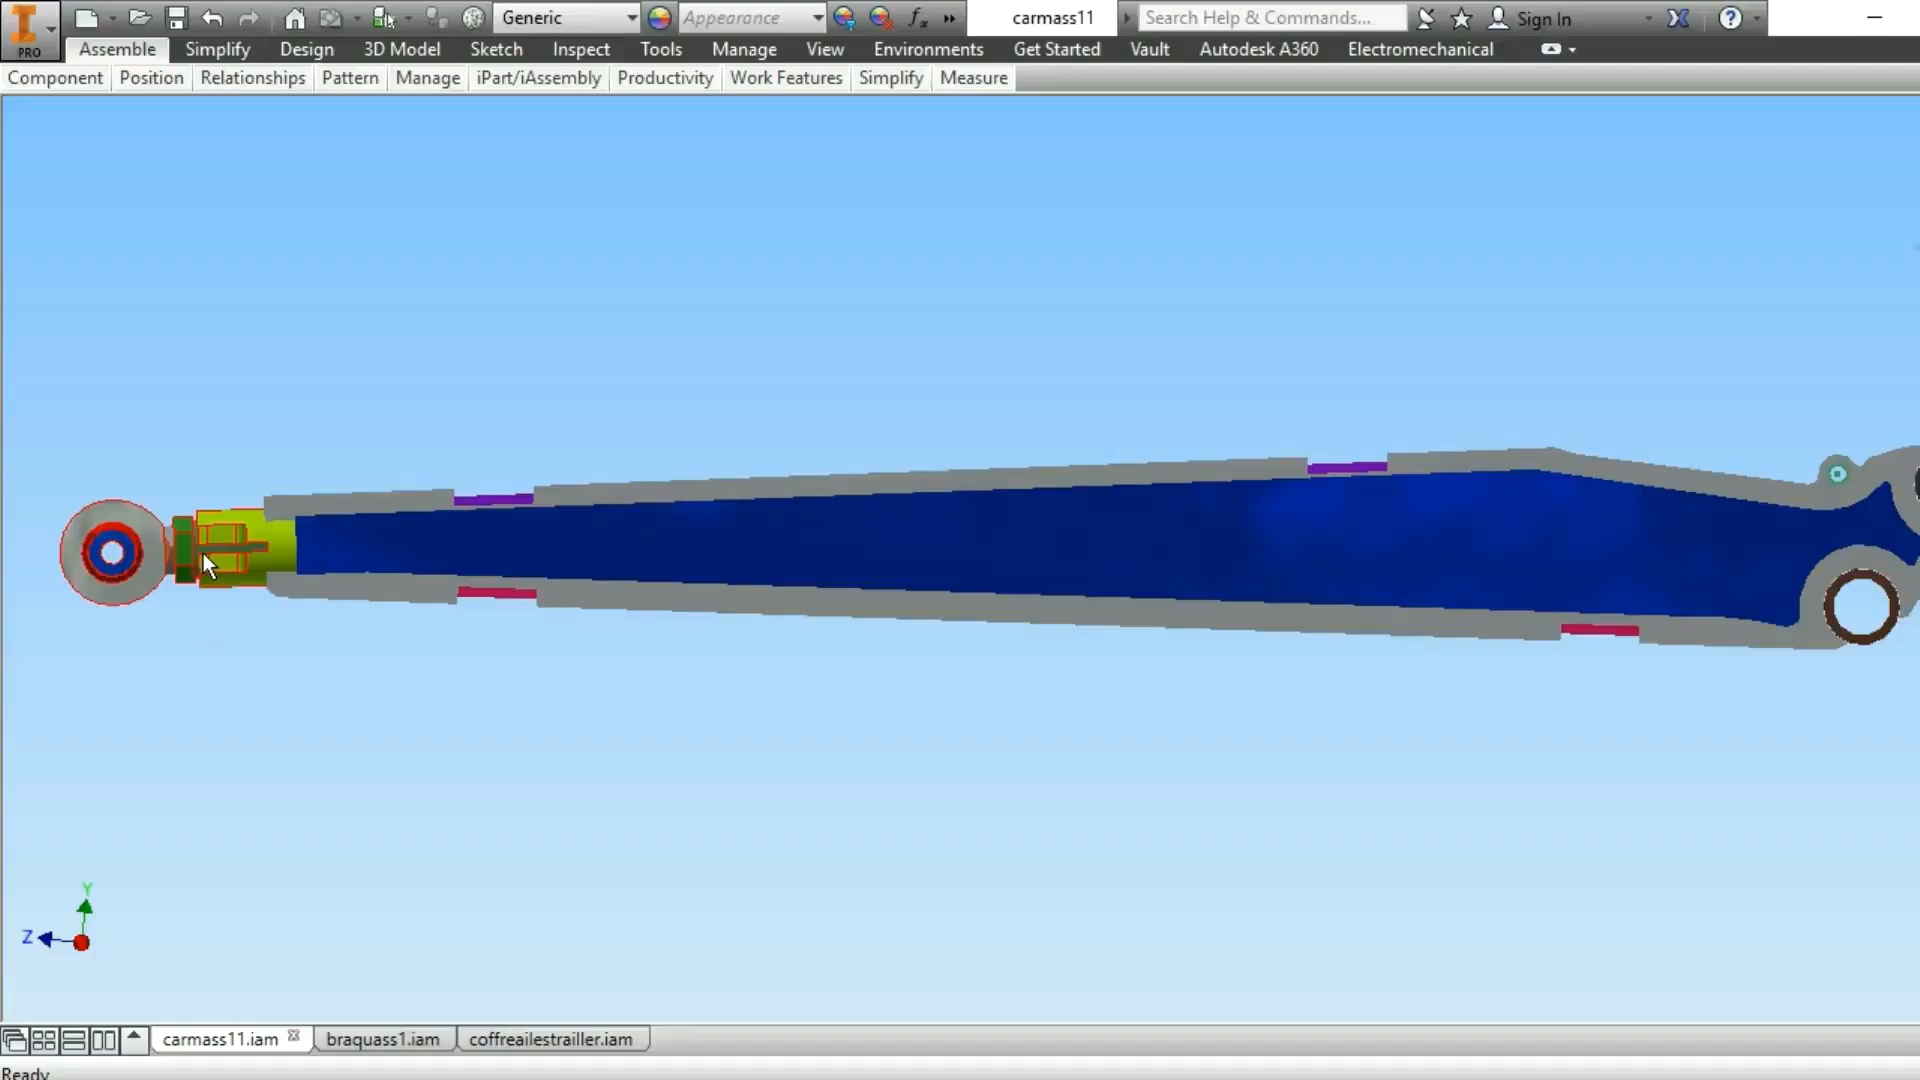 PRO
Generic
Appearance
fx
carmass11
Search Help & Commands...
Sign In
Assemble Simplify Design 3D Model Sketch Inspect Tools Manage View Environments Get Started Vault Autodesk A360 Electromechanical
Component Position Relationships Pattern Manage iPart/iAssembly Productivity Work Features Simplify Measure
Y
Z
carmass11.iam braquass1.iam coffreailestrailler.iam
Ready